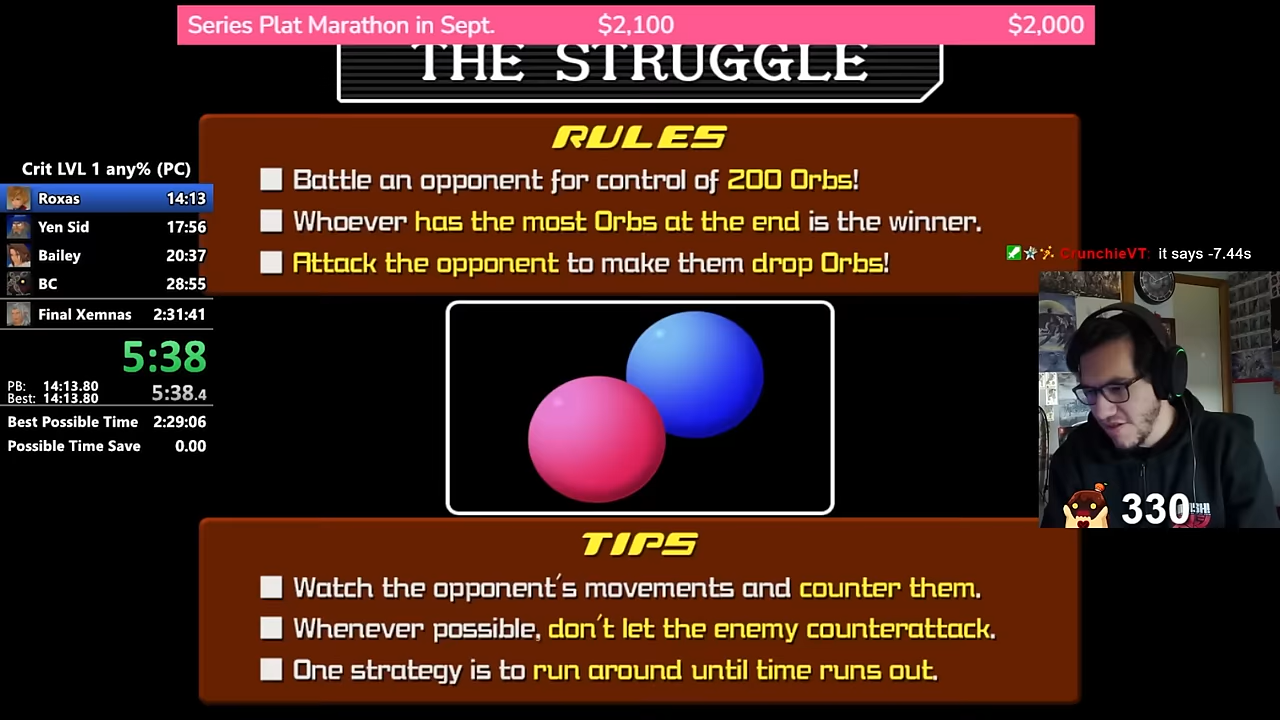 Series Plat Marathon in Sept. $2,100 $2,000
THE STRUGGLE
RULES
Battle an opponent for control of 200 Orbs!
Whoever has the most Orbs at the end is the winner.
Attack the opponent to make them drop Orbs!
Crit LVL 1 any% (PC)
Roxas 14:13
Yen Sid 17:56
Bailey 20:37
BC 28:55
Final Xemnas 2:31:41
5:38
PB: 14:13.80
Best: 14:13.80
5:38.4
Best Possible Time 2:29:06
Possible Time Save 0.00
CrunchieVT: it says -7.44s
330
TIPS
Watch the opponent's movements and counter them.
Whenever possible, don't let the enemy counterattack.
One strategy is to run around until time runs out.